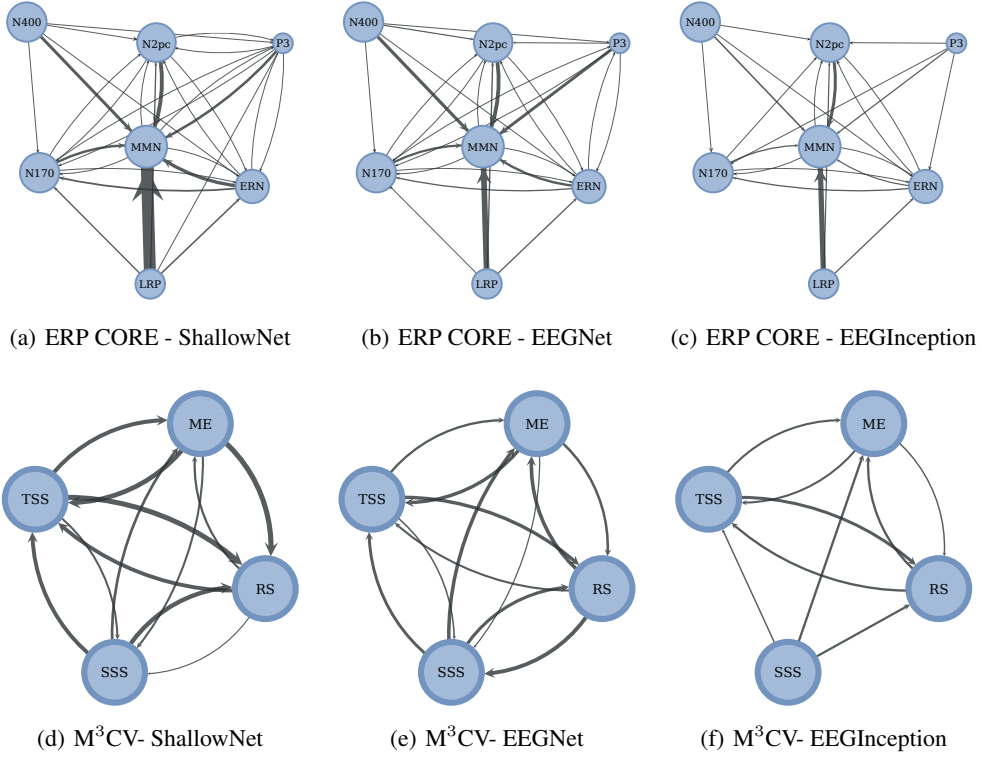 N400 N2pc P3 MMN N170 ERN LRP
N400 N2pc P3 MMN N170 ERN LRP
N400 N2pc P3 MMN N170 ERN LRP
(a) ERP CORE - ShallowNet
(b) ERP CORE - EEGNet
(c) ERP CORE - EEGInception
ME TSS RS SSS
ME TSS RS SSS
ME TSS RS SSS
(d) M³CV- ShallowNet
(e) M³CV- EEGNet
(f) M³CV- EEGInception